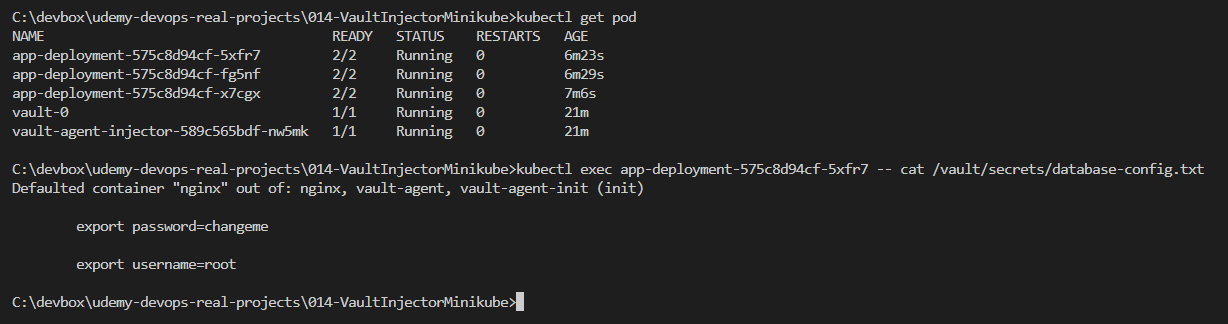 C:\devbox\udemy-devops-real-projects\014-VaultInjectorMinikube>kubectl get pod
NAME READY STATUS RESTARTS AGE
app-deployment-575c8d94cf-5xfr7 2/2 Running 0 6m23s
app-deployment-575c8d94cf-fg5nf 2/2 Running 0 6m29s
app-deployment-575c8d94cf-x7cgx 2/2 Running 0 7m6s
vault-0 1/1 Running 0 21m
vault-agent-injector-589c565bdf-nw5mk 1/1 Running 0 21m
C:\devbox\udemy-devops-real-projects\014-VaultInjectorMinikube>kubectl exec app-deployment-575c8d94cf-5xfr7 -- cat /vault/secrets/database-config.txt
Defaulted container "nginx" out of: nginx, vault-agent, vault-agent-init (init)
export password=changeme
export username=root
C:\devbox\udemy-devops-real-projects\014-VaultInjectorMinikube>